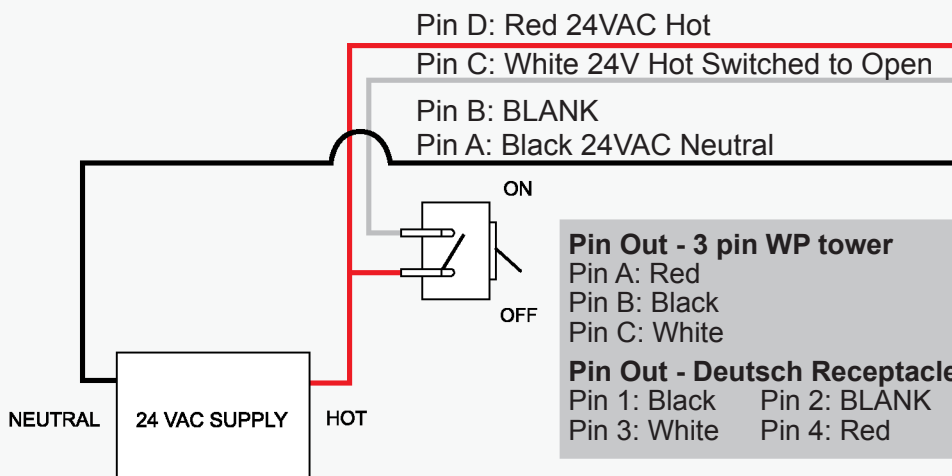 Pin D: Red 24VAC Hot
Pin C: White 24V Hot Switched to Open
Pin B: BLANK
Pin A: Black 24VAC Neutral
ON
OFF
NEUTRAL
24 VAC SUPPLY
HOT
Pin Out - 3 pin WP tower
Pin A: Red
Pin B: Black
Pin C: White
Pin Out - Deutsch Receptacle
Pin 1: Black Pin 2: BLANK
Pin 3: White Pin 4: Red